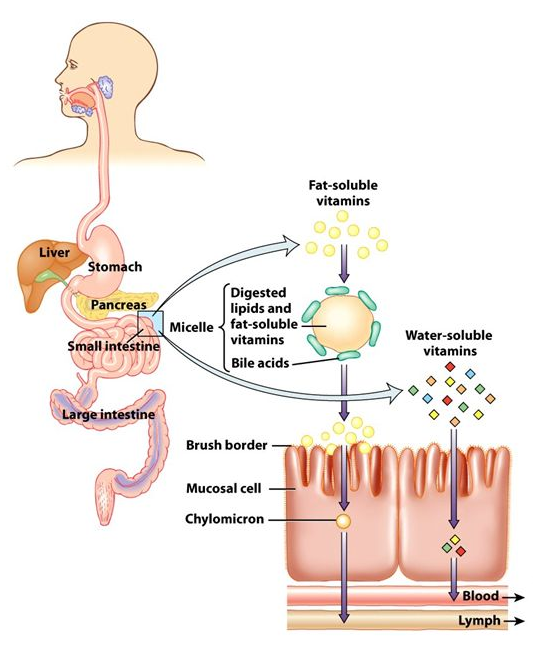 Fat-soluble
vitamins
Liver
Stomach
Pancreas
Small intestine
Large intestine
Micelle
Digested
lipids and
fat-soluble
vitamins
Bile acids
Water-soluble
vitamins
Brush border
Mucosal cell
Chylomicron
Blood
Lymph